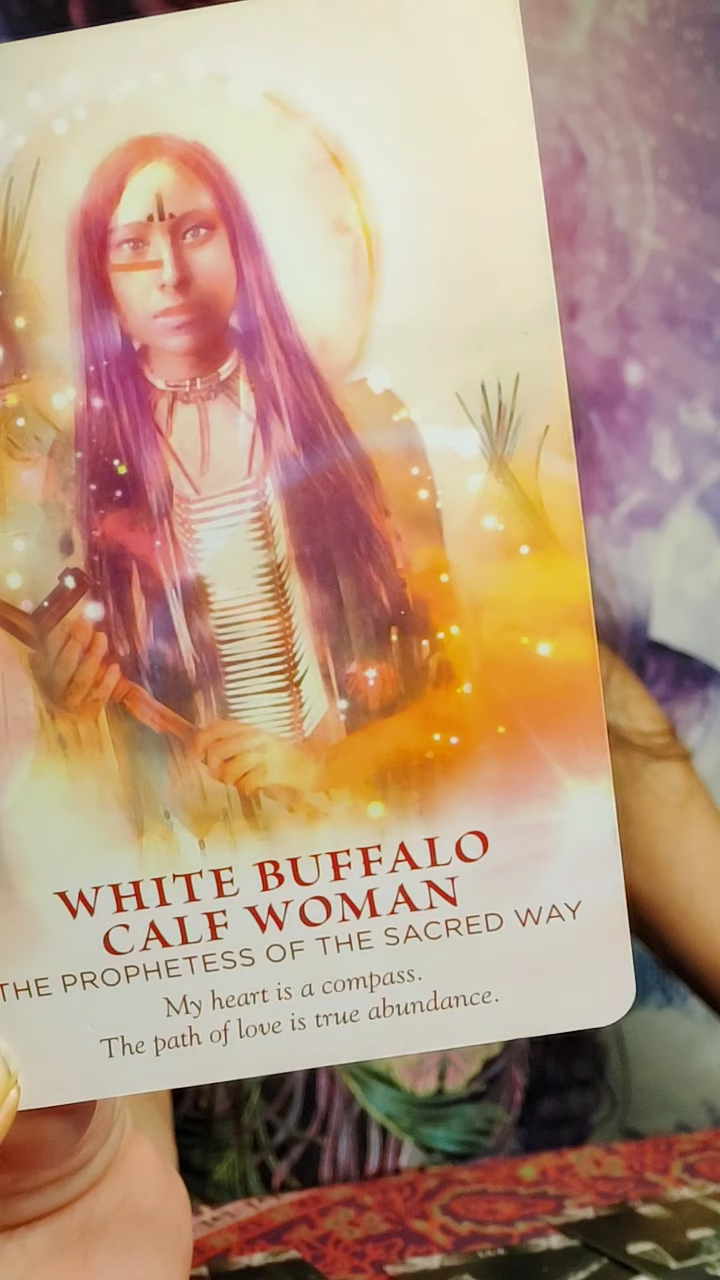 WHITE BUFFALO
CALF WOMAN
THE PROPHETESS OF THE SACRED WAY
My heart is a compass.
The path of love is true abundance.